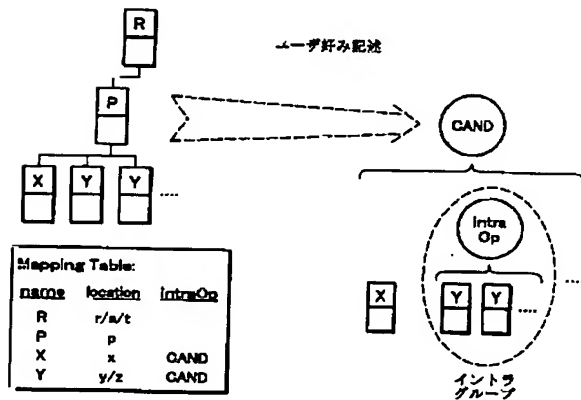 R
ユーザ好み記述
P
CAND
X Y Y ....
Intra
Op
Mapping Table:
name location intraOp
R r/s/t
P p
X x CAND
Y y/z CAND
X
Y Y ....
....
イントラ
グループ